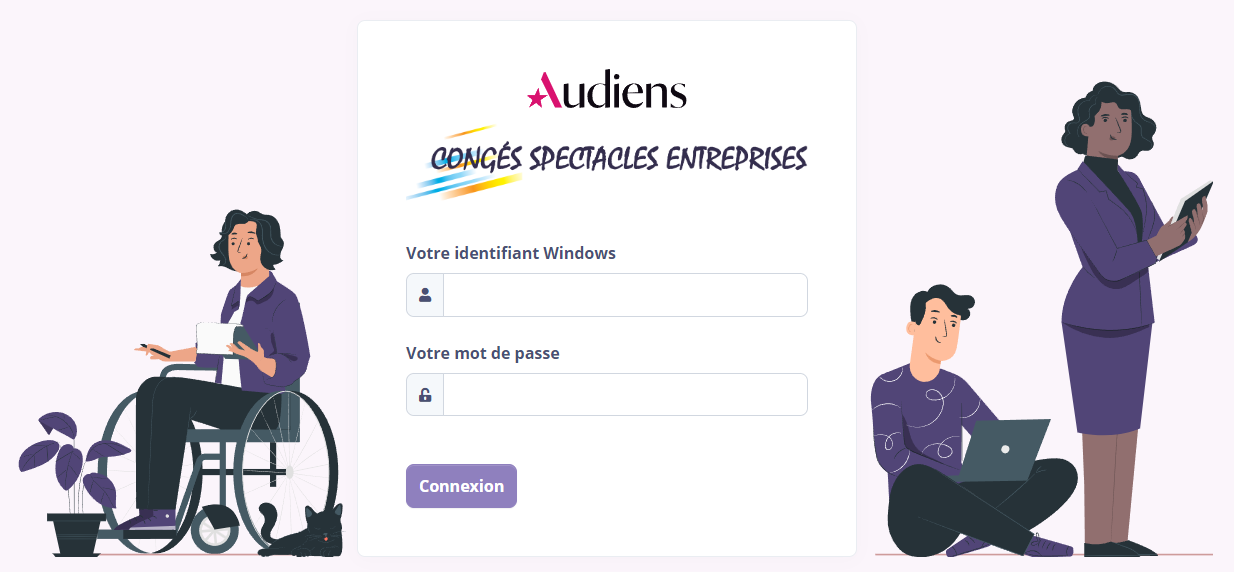 Audiens
CONGÉS SPECTACLES ENTREPRISES
Votre identifiant Windows
Votre mot de passe
Connexion